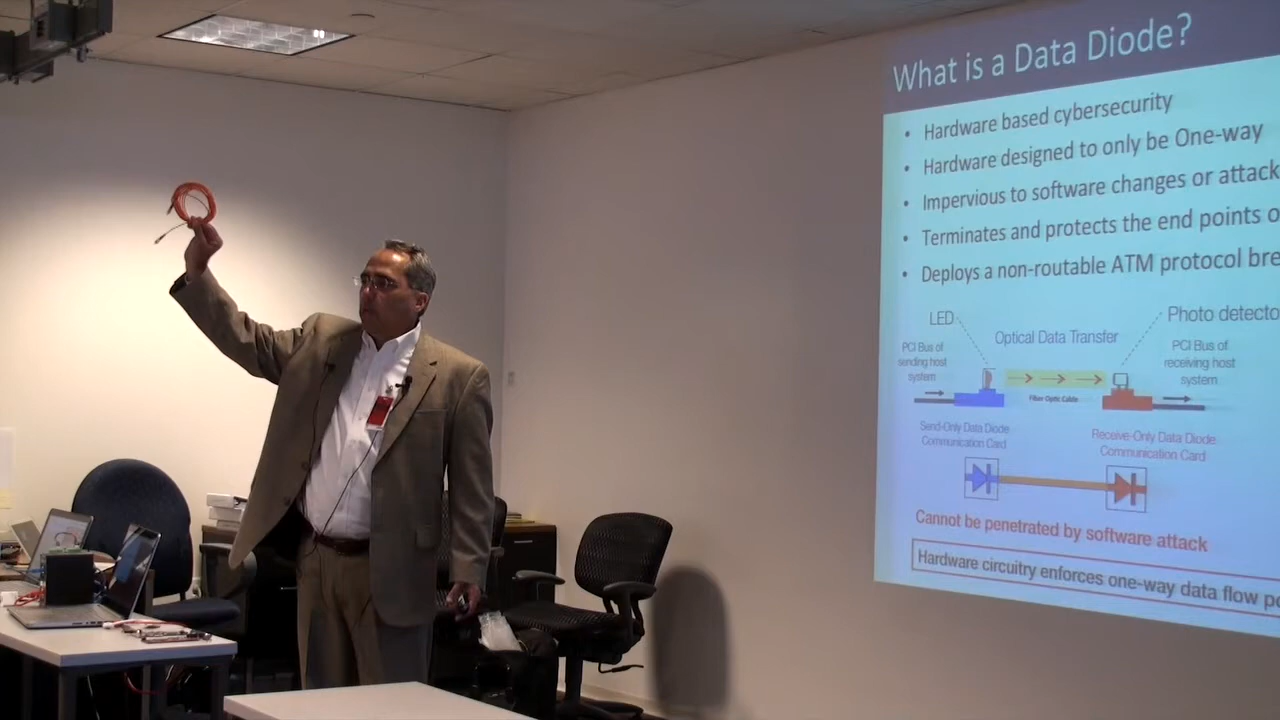 What is a Data Diode?
• Hardware based cybersecurity
• Hardware designed to only be One-way
• Impervious to software changes or attack
• Terminates and protects the end points o
• Deploys a non-routable ATM protocol bre
LED
Photo detecto
Optical Data Transfer
PCI Bus of
sending host
system
PCI Bus of
receiving host
system
Fiber Optic Cable
Send-Only Data Diode
Communication Card
Receive-Only Data Diode
Communication Card
Cannot be penetrated by software attack
Hardware circuitry enforces one-way data flow po